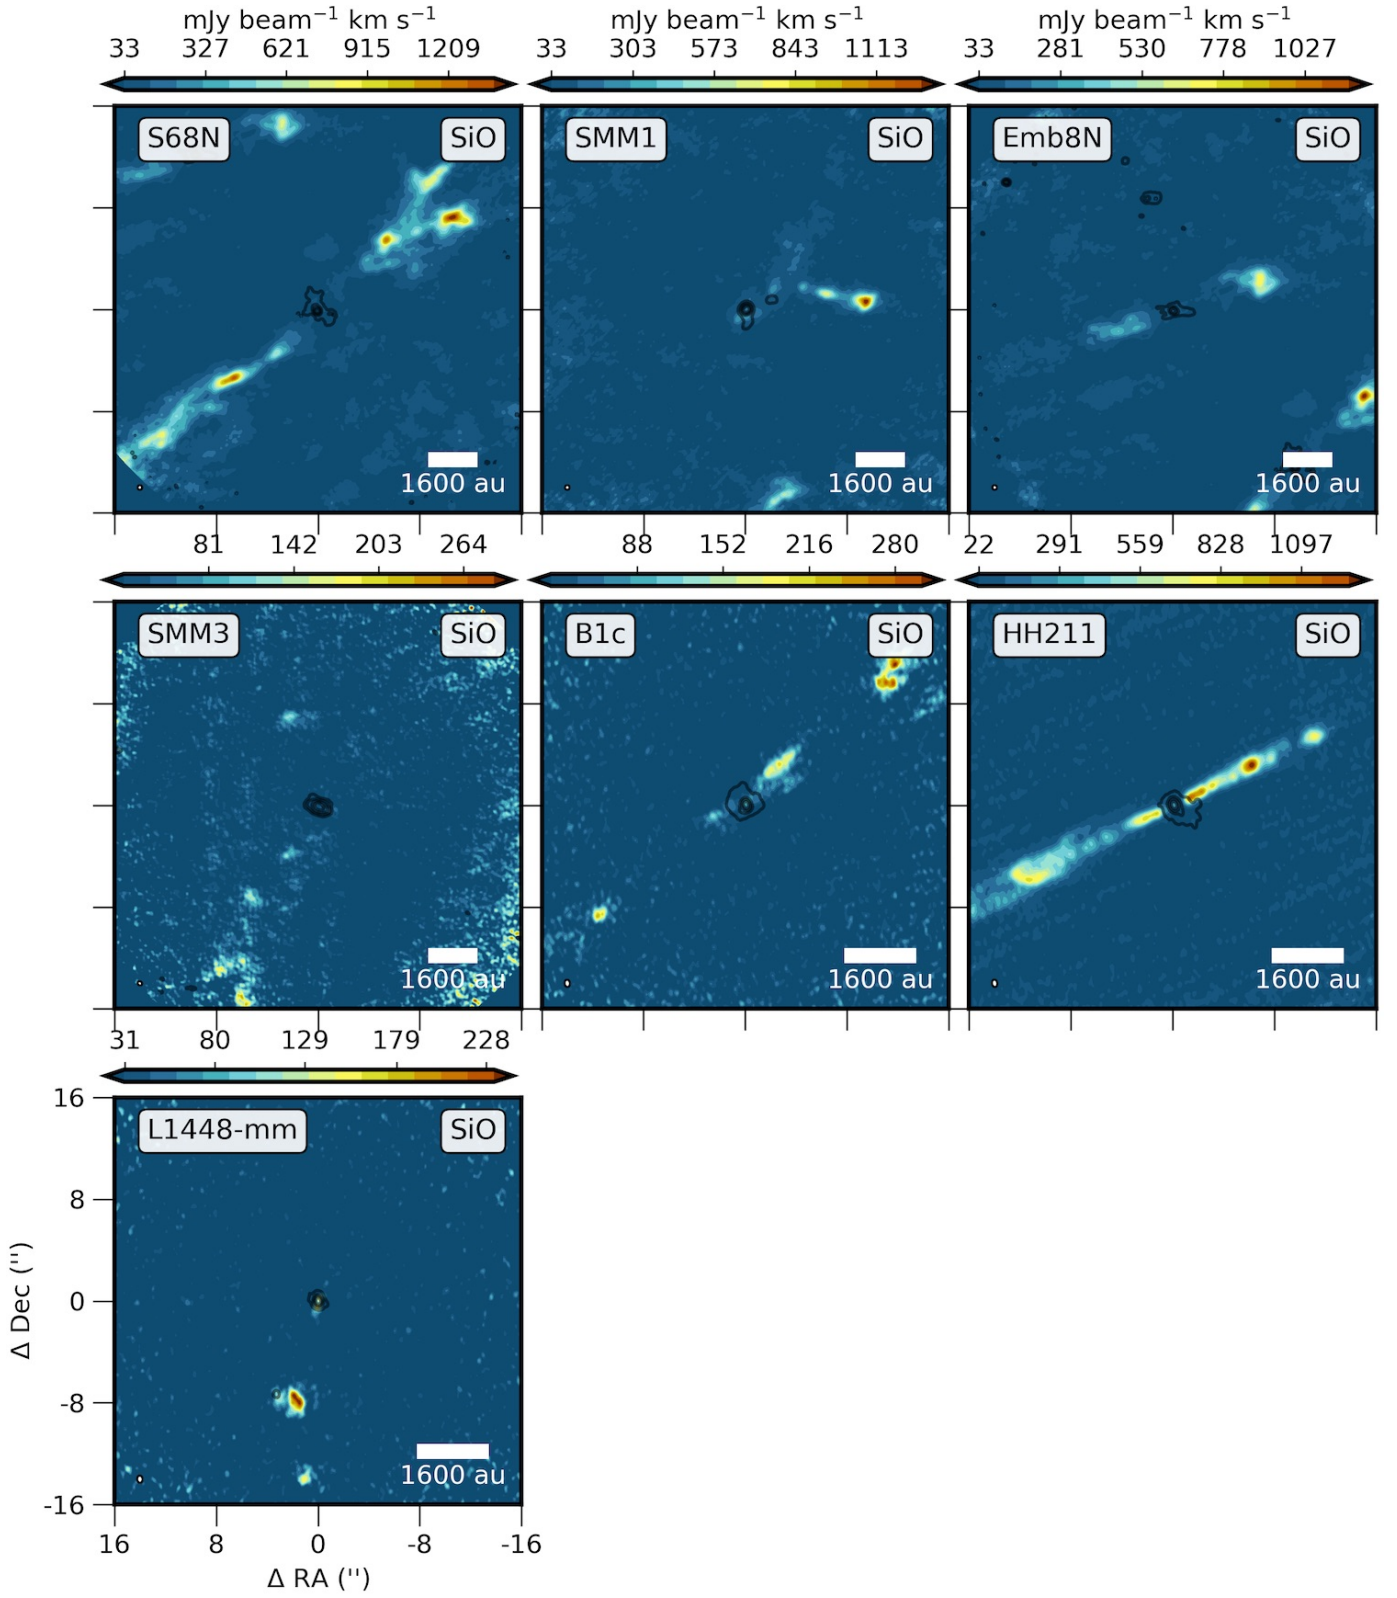 mJy beam⁻¹ km s⁻¹ mJy beam⁻¹ km s⁻¹ mJy beam⁻¹ km s⁻¹
33 327 621 915 1209 33 303 573 843 1113 33 281 530 778 1027
S68N SiO SMM1 SiO Emb8N SiO
1600 au 1600 au 1600 au
81 142 203 264 88 152 216 280 22 291 559 828 1097
SMM3 SiO B1c SiO HH211 SiO
1600 au 1600 au 1600 au
31 80 129 179 228
16
L1448-mm SiO
8
0
Δ Dec ('')
-8
1600 au
-16
16 8 0 -8 -16
Δ RA ('')